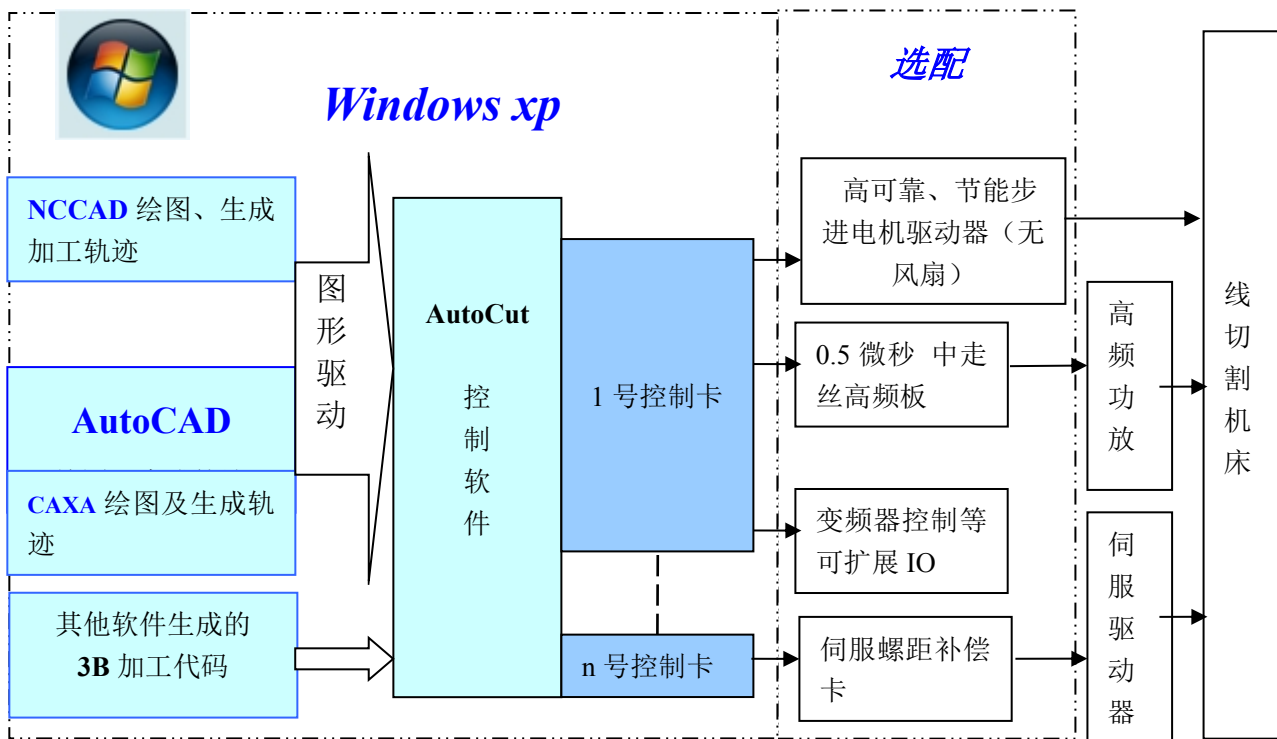 Windows xp
选配
NCCAD 绘图、生成
加工轨迹
AutoCAD
CAXA 绘图及生成轨
迹
其他软件生成的
3B 加工代码
图
形
驱
动
AutoCut
控
制
软
件
1 号控制卡
n 号控制卡
高可靠、节能步
进电机驱动器（无
风扇）
0.5 微秒 中走
丝高频板
变频器控制等
可扩展 IO
伺服螺距补偿
卡
高
频
功
放
伺
服
驱
动
器
线
切
割
机
床